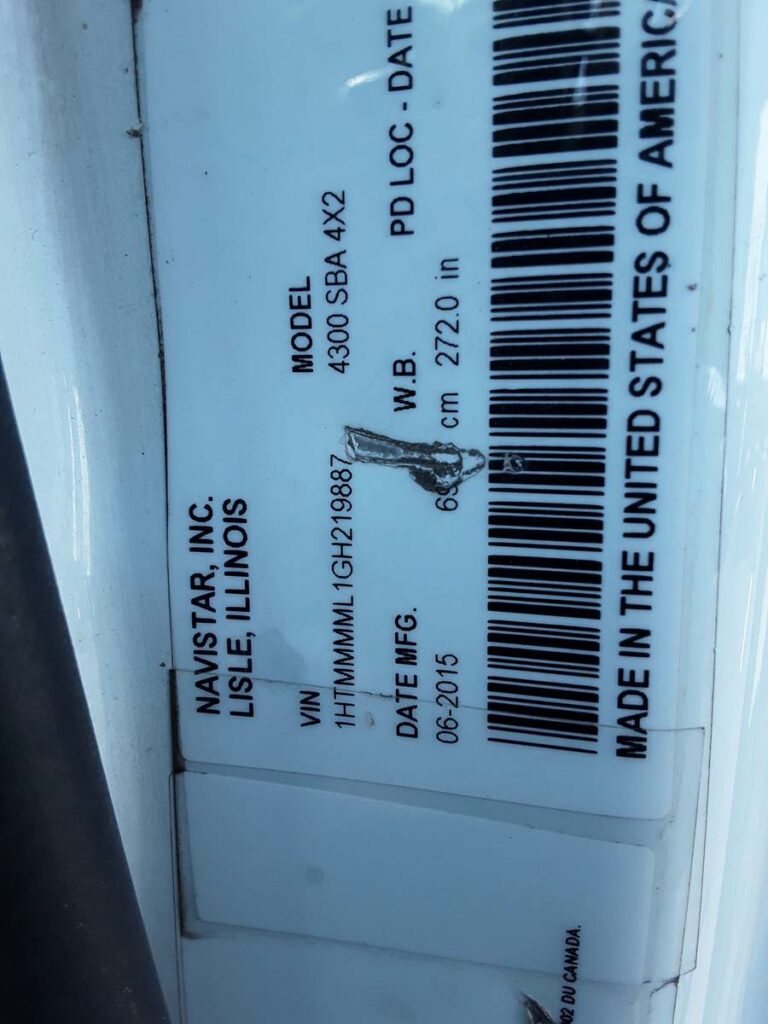 NAVISTAR, INC.
LISLE, ILLINOIS
VIN MODEL
1HTMMMML1GH219887 4300 SBA 4X2
DATE MFG. W.B. PD LOC - DATE
06-2015 cm 272.0 in
MADE IN THE UNITED STATES OF AMERICA
DU CANADA.